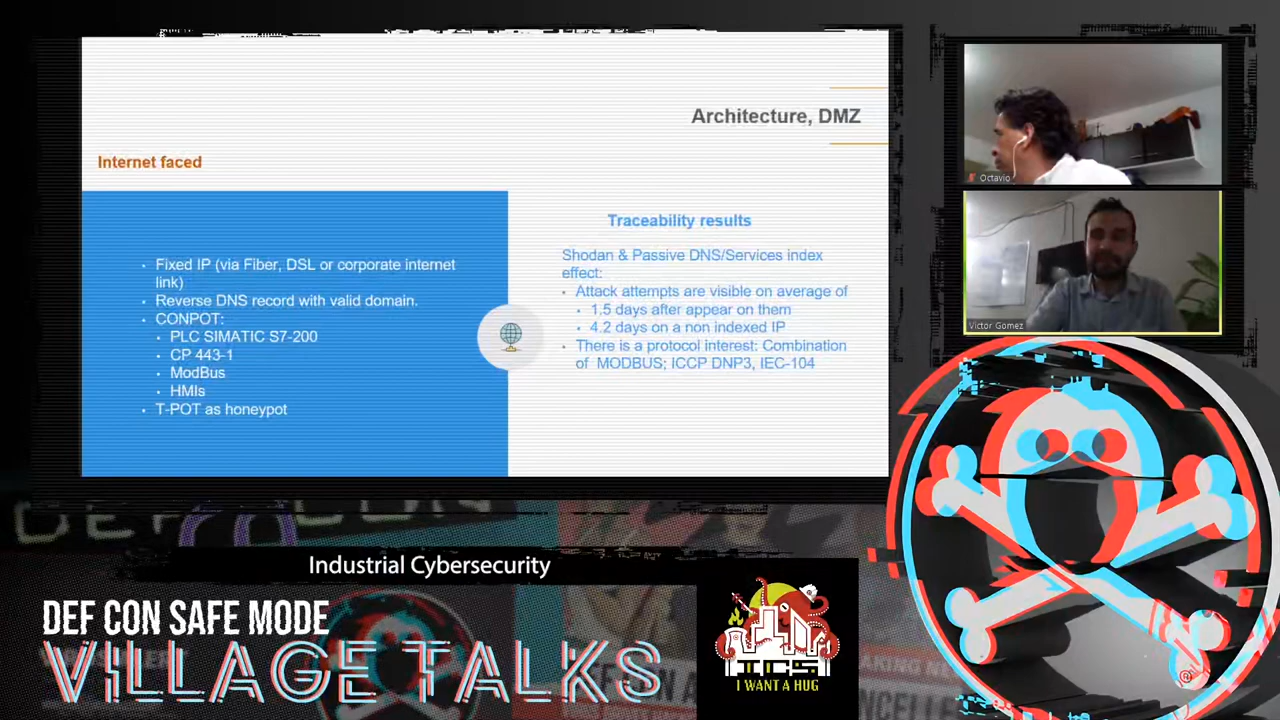 Architecture, DMZ
Internet faced
Fixed IP (via Fiber, DSL or corporate internet
link)
Reverse DNS record with valid domain.
CONPOT:
PLC SIMATIC S7-200
CP 443-1
ModBus
HMIs
T-POT as honeypot
Traceability results
Shodan & Passive DNS/Services index
effect:
Attack attempts are visible on average of
1.5 days after appear on them
4.2 days on a non indexed IP
There is a protocol interest: Combination
of MODBUS; ICCP DNP3, IEC-104
Octavio
Victor Gomez
DEF CON
Industrial Cybersecurity
DEF CON SAFE MODE
VILLAGE TALKS
ICS
I WANT A HUG